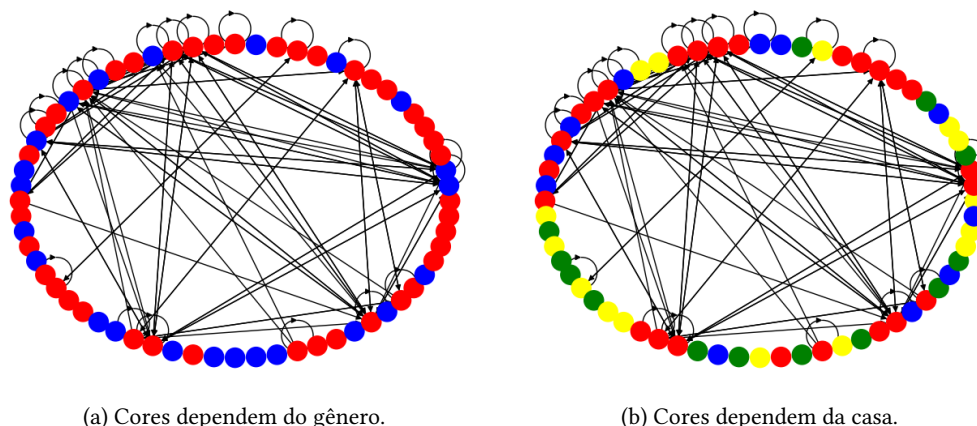 (a) Cores dependem do gênero.
(b) Cores dependem da casa.